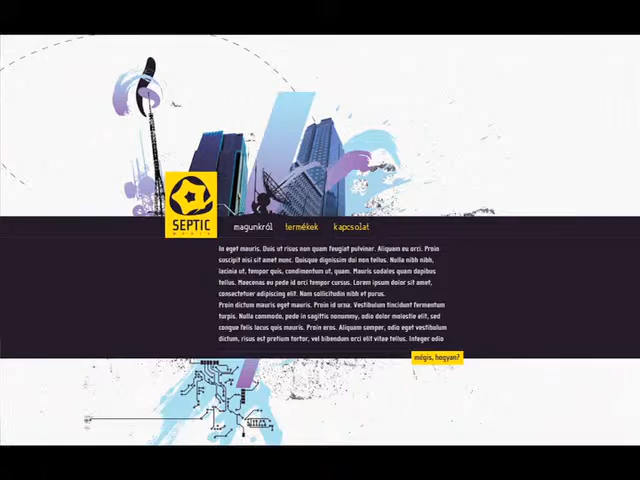 SEPTIC
MEDIA
magunkról termékek kapcsolat
In eget mauris. Duis ut risus non quam feugiat pulvinar. Aliquam eu orci. Proin
suscipit nisi sit amet nunc. Quisque dignissim dui non tellus. Nulla nibh nibh,
lacinia ut, tempor quis, condimentum ut, quam. Mauris sodales quam dapibus
tellus. Maecenas eu pede id orci tempor cursus. Lorem ipsum dolor sit amet,
consectetuer adipiscing elit. Nam sollicitudin nibh et purus.
Proin dictum mauris eget mauris. Proin id urna. Vestibulum tincidunt fermentum
turpis. Nulla commodo, pede in sagittis nonummy, odio dolor molestie elit, sed
congue felis lacus quis mauris. Proin eros. Aliquam semper, odio eget vestibulum
dictum, risus est pretium tortor, vel bibendum orci elit vitae tellus. Integer odio
mégis, hogyan?